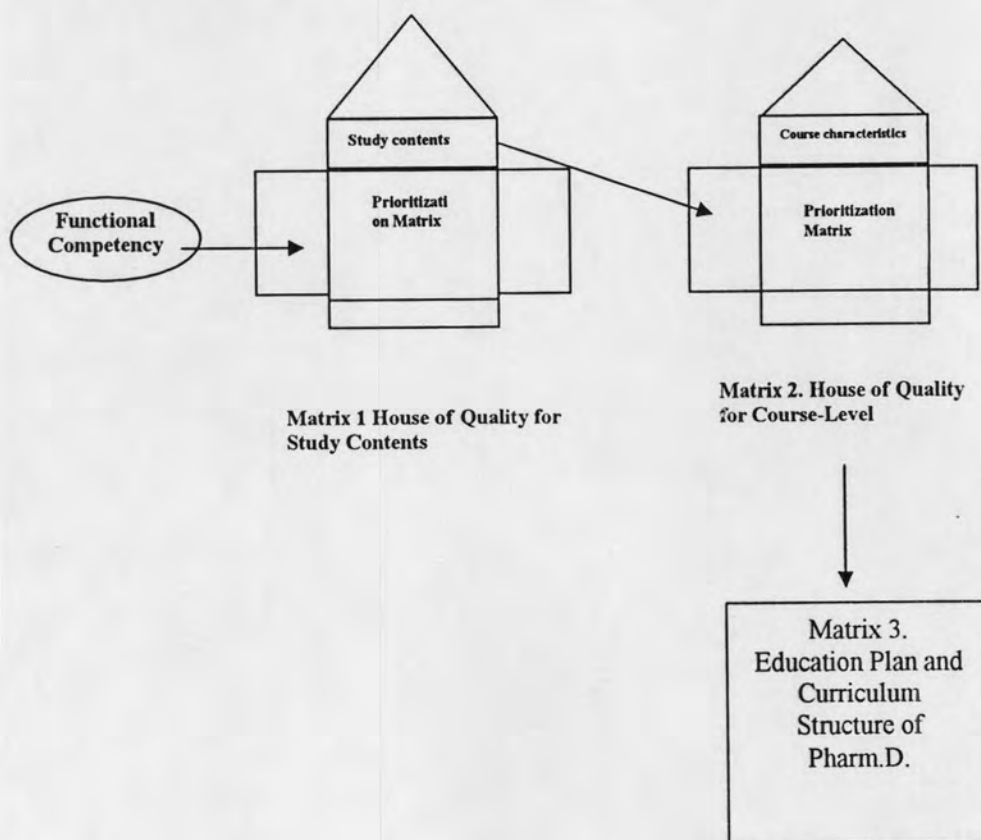 Study contents
Prioritizati
on Matrix
Functional
Competency
Course characteristics
Prioritization
Matrix
Matrix 1 House of Quality for
Study Contents
Matrix 2. House of Quality
for Course-Level
Matrix 3.
Education Plan and
Curriculum
Structure of
Pharm.D.